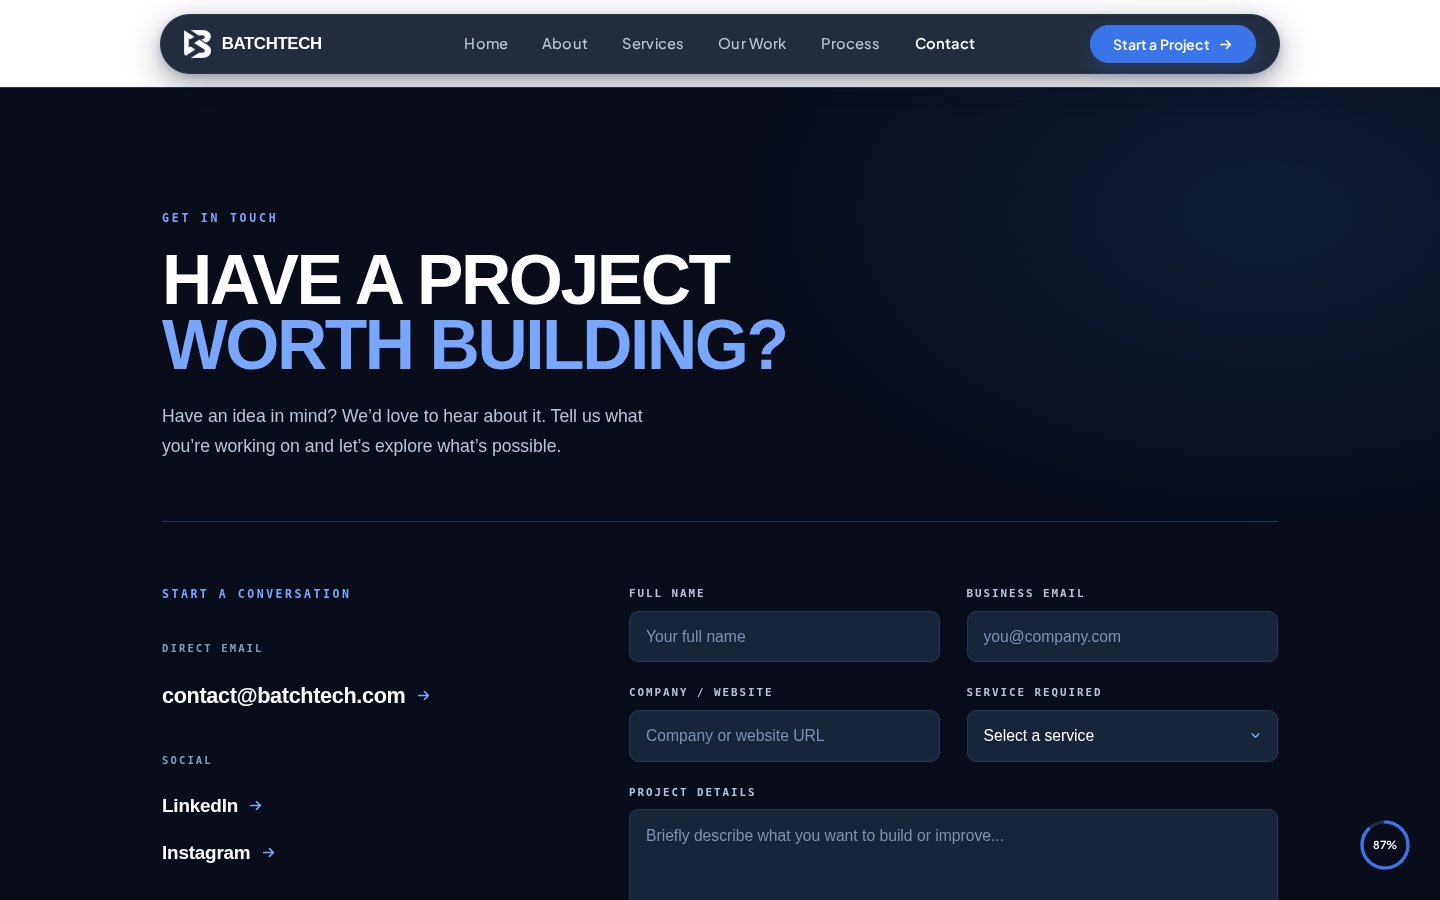 BATCHTECH
Home
About
Services
Our Work
Process
Contact
Start a Project
GET IN TOUCH
HAVE A PROJECT
WORTH BUILDING?
Have an idea in mind? We’d love to hear about it. Tell us what
you’re working on and let’s explore what’s possible.
START A CONVERSATION
DIRECT EMAIL
contact@batchtech.com
SOCIAL
LinkedIn
Instagram
FULL NAME
Your full name
BUSINESS EMAIL
you@company.com
COMPANY / WEBSITE
Company or website URL
SERVICE REQUIRED
Select a service
PROJECT DETAILS
Briefly describe what you want to build or improve...
87%